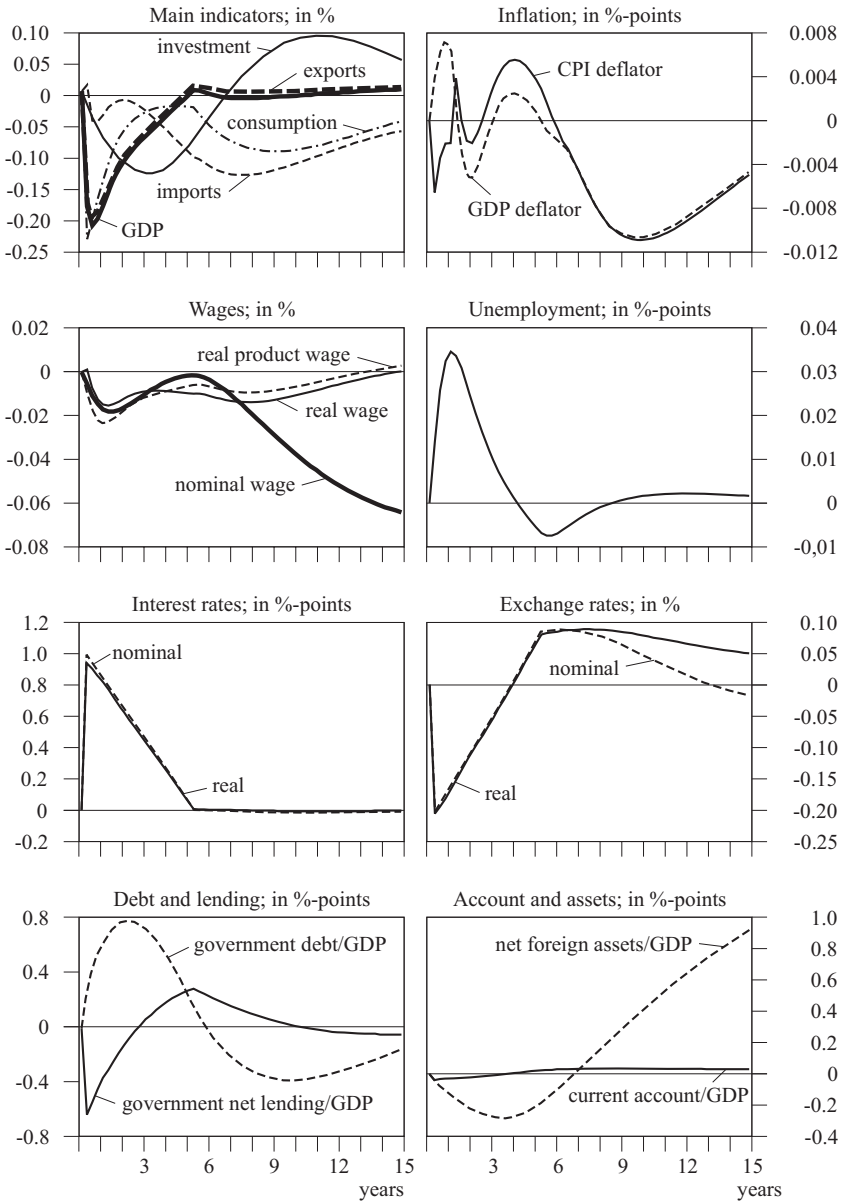 Main indicators; in %
Inflation; in %-points
0.10
0.05
0
-0.05
-0.10
-0.15
-0.20
-0.25
investment
exports
consumption
imports
GDP
CPI deflator
GDP deflator
0.008
0.004
0
-0.004
-0.008
-0.012
Wages; in %
Unemployment; in %-points
0.02
0
-0.02
-0.04
-0.06
-0.08
real product wage
real wage
nominal wage
0.04
0.03
0.02
0.01
0
-0,01
Interest rates; in %-points
Exchange rates; in %
1.2
1.0
0.8
0.6
0.4
0.2
0
-0.2
nominal
real
nominal
real
0.10
0.05
0
-0.05
-0.10
-0.15
-0.20
-0.25
Debt and lending; in %-points
Account and assets; in %-points
0.8
0.4
0
-0.4
-0.8
government debt/GDP
government net lending/GDP
net foreign assets/GDP
current account/GDP
1.0
0.8
0.6
0.4
0.2
0
-0.2
-0.4
3 6 9 12 15
years
3 6 9 12 15
years